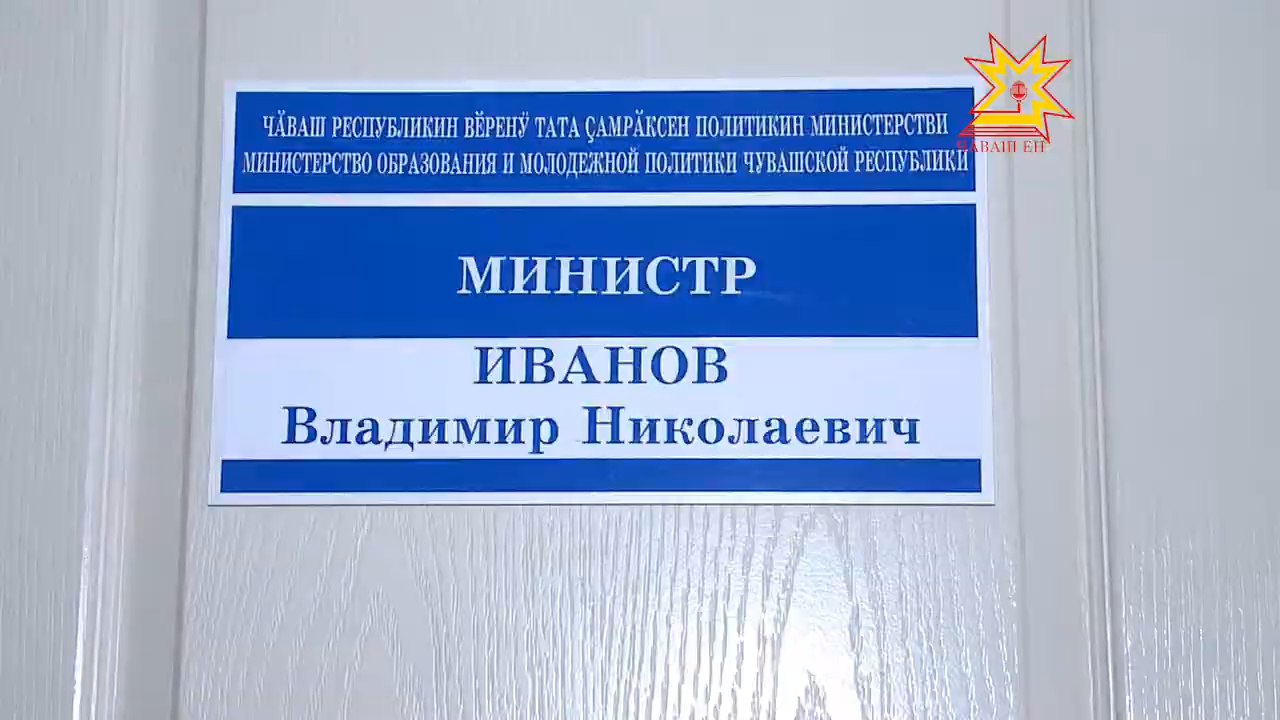 ЧӐВАШ РЕСПУБЛИКИН ВӖРЕНӲ ТАТА ҪАМРӐКСЕН ПОЛИТИКИН МИНИСТЕРСТВИ
МИНИСТЕРСТВО ОБРАЗОВАНИЯ И МОЛОДЕЖНОЙ ПОЛИТИКИ ЧУВАШСКОЙ РЕСПУБЛИКИ
ЧӐВАШ ЕН
МИНИСТР
ИВАНОВ
Владимир Николаевич